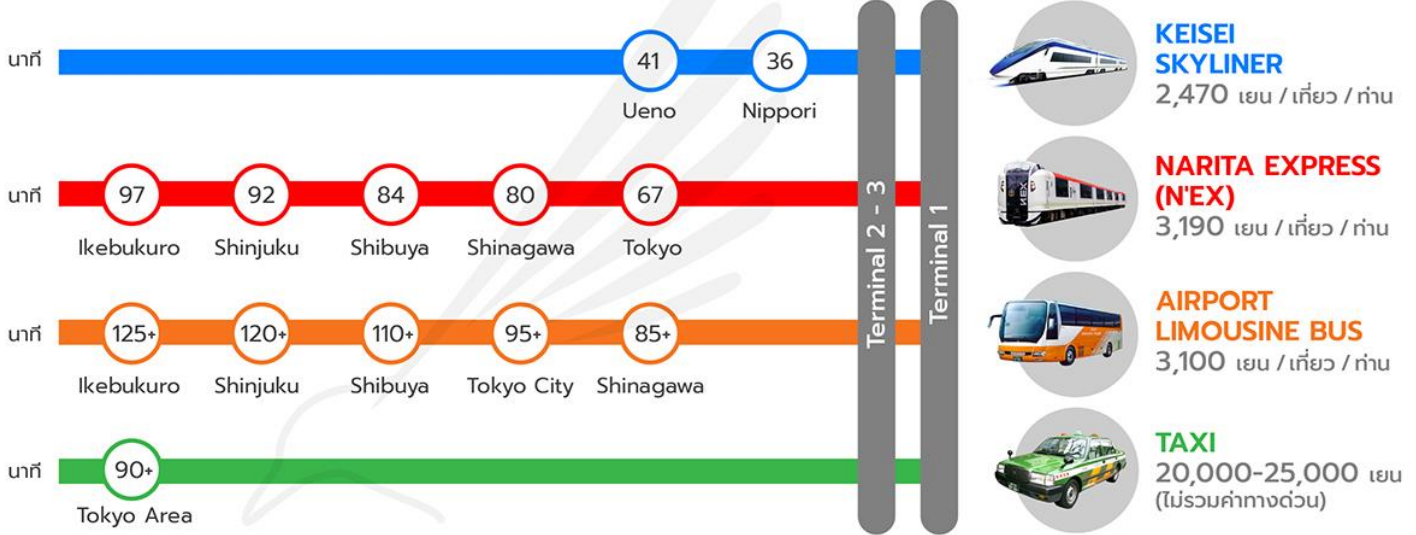 นาที
41
36
Ueno
Nippori
KEISEI
SKYLINER
2,470 เยน / เที่ยว / ท่าน
นาที
97
92
84
80
67
Ikebukuro
Shinjuku
Shibuya
Shinagawa
Tokyo
NARITA EXPRESS
(N'EX)
3,190 เยน / เที่ยว / ท่าน
นาที
125+
120+
110+
95+
85+
Ikebukuro
Shinjuku
Shibuya
Tokyo City
Shinagawa
AIRPORT
LIMOUSINE BUS
3,100 เยน / เที่ยว / ท่าน
นาที
90+
Tokyo Area
TAXI
20,000-25,000 เยน
(ไม่รวมค่าทางด่วน)
Terminal 2 - 3
Terminal 1
N'EX